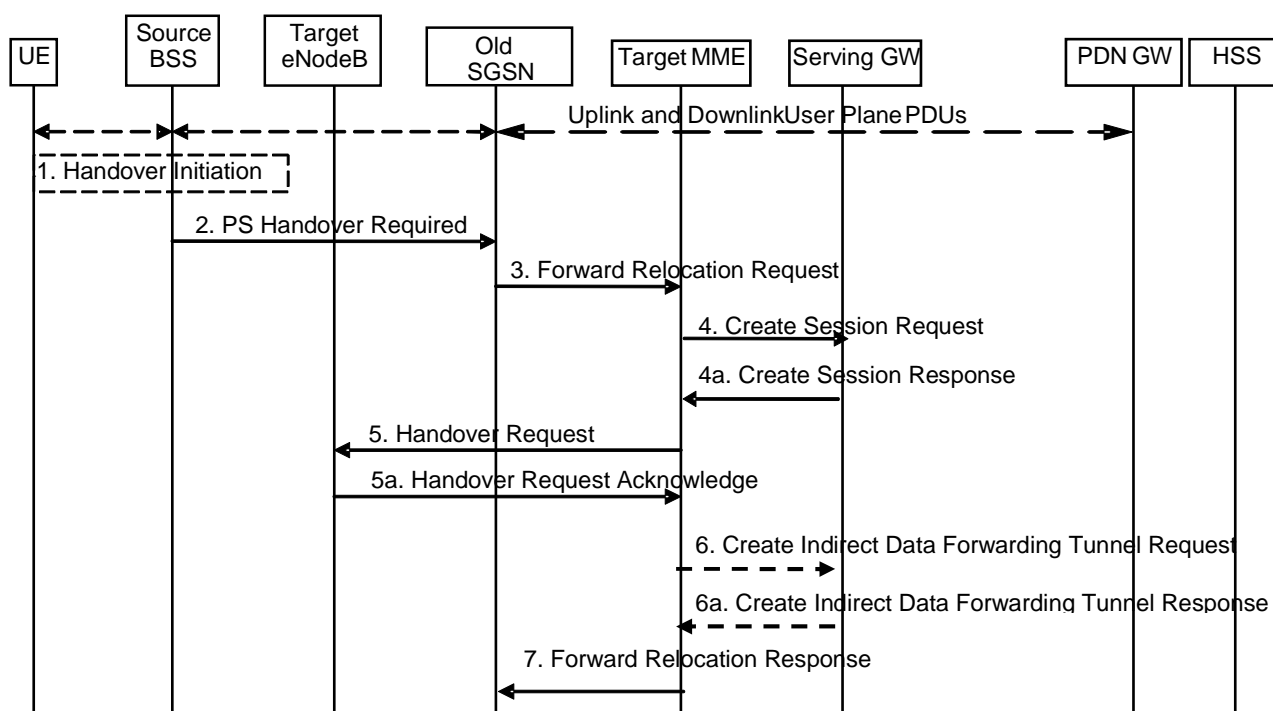 UE
Source
BSS
Target
eNodeB
Old
SGSN
Target MME
Serving GW
PDN GW
HSS
Uplink and Downlink User Plane PDUs
1. Handover Initiation
2. PS Handover Required
3. Forward Relocation Request
4. Create Session Request
4a. Create Session Response
5. Handover Request
5a. Handover Request Acknowledge
6. Create Indirect Data Forwarding Tunnel Request
6a. Create Indirect Data Forwarding Tunnel Response
7. Forward Relocation Response